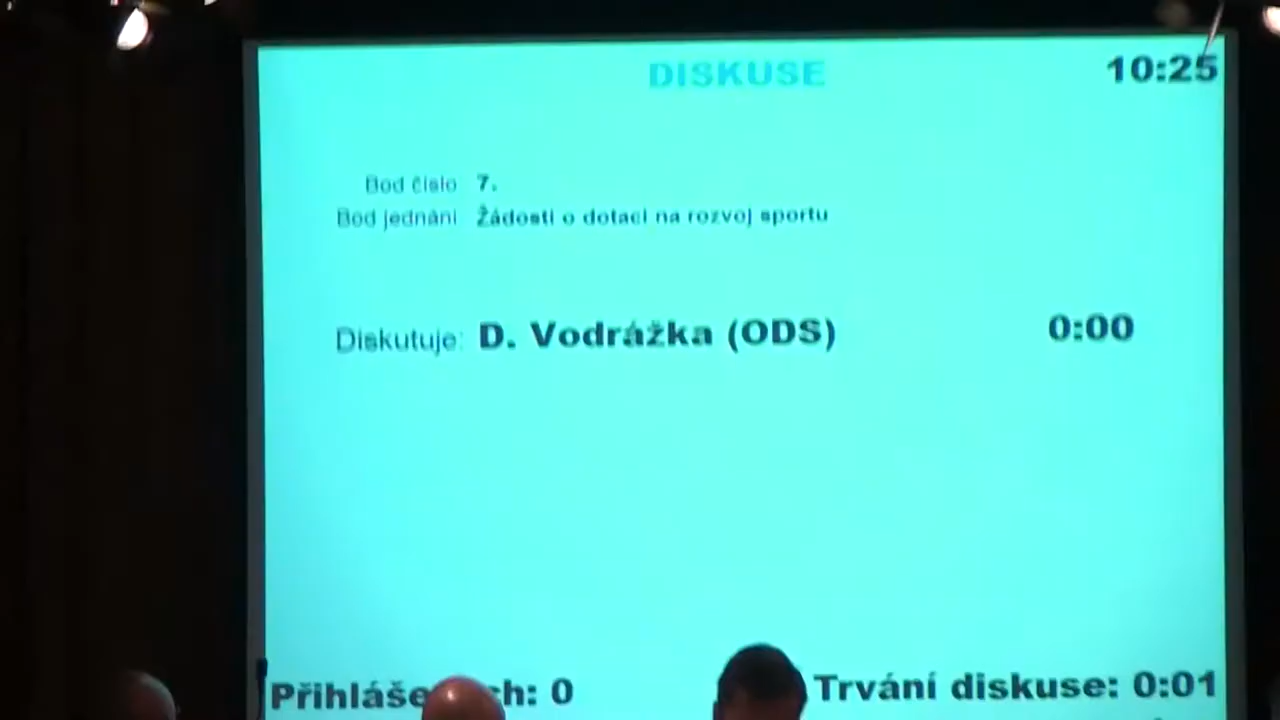 DISKUSE 10:25
Bod číslo 7.
Bod jednání Žádosti o dotaci na rozvoj sportu
Diskutuje: D. Vodrážka (ODS) 0:00
0
Trvání diskuse: 0:01